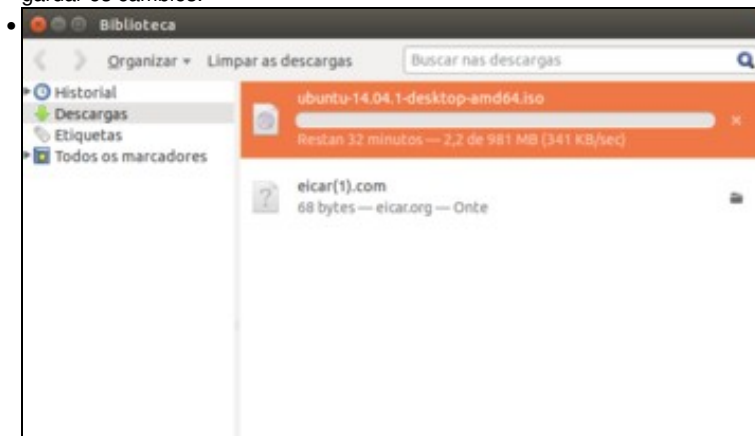 gardar os cambios.
Biblioteca
Organizar Limpar as descargas Buscar nas descargas
Historial
Descargas
Etiquetas
Todos os marcadores
ubuntu-14.04.1-desktop-amd64.iso
Restan 32 minutos — 2,2 de 981 MB (341 KB/sec)
eicar(1).com
68 bytes — eicar.org — Onte